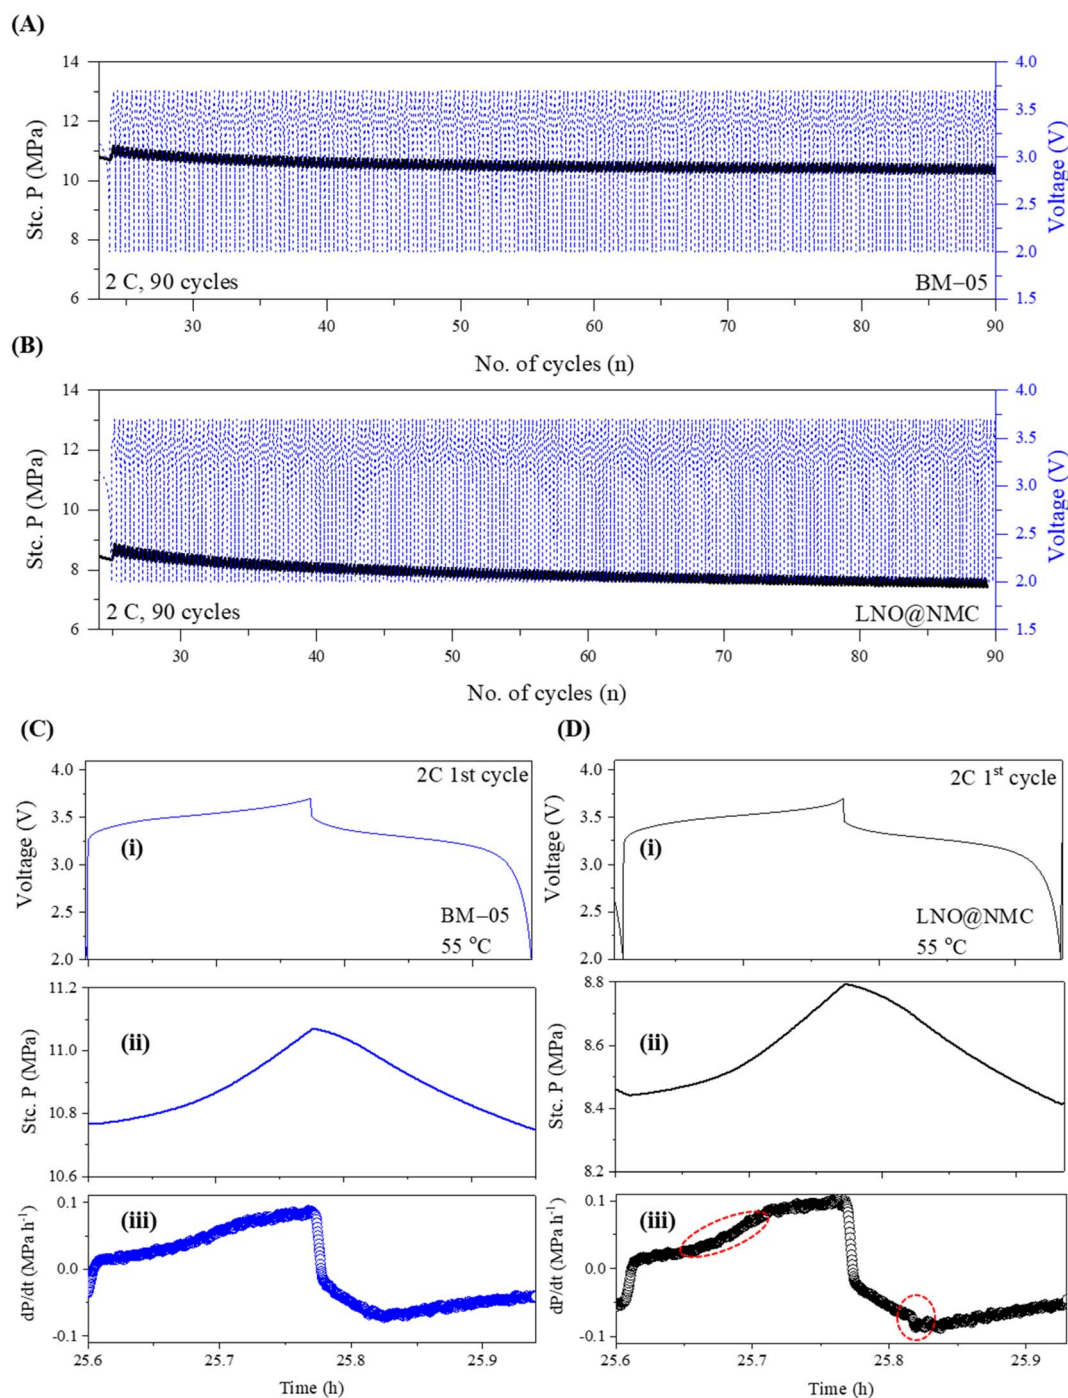 (A)
14
12
10
8
6
Stc. P (MPa)
4.0
3.5
3.0
2.5
2.0
1.5
Voltage (V)
2 C, 90 cycles
BM–05
30 40 50 60 70 80 90
No. of cycles (n)
(B)
14
12
10
8
6
Stc. P (MPa)
4.0
3.5
3.0
2.5
2.0
1.5
Voltage (V)
2 C, 90 cycles
LNO@NMC
30 40 50 60 70 80 90
No. of cycles (n)
(C)
4.0
3.5
3.0
2.5
2.0
Voltage (V)
2C 1st cycle
(i)
BM–05
55 °C
11.2
11.0
10.8
10.6
Stc. P (MPa)
(ii)
0.1
0.0
-0.1
dP/dt (MPa h⁻¹)
(iii)
25.6 25.7 25.8 25.9
Time (h)
(D)
4.0
3.5
3.0
2.5
2.0
Voltage (V)
2C 1ˢᵗ cycle
(i)
LNO@NMC
55 °C
8.8
8.6
8.4
8.2
Stc. P (MPa)
(ii)
0.1
0.0
-0.1
dP/dt (MPa h⁻¹)
(iii)
25.6 25.7 25.8 25.9
Time (h)